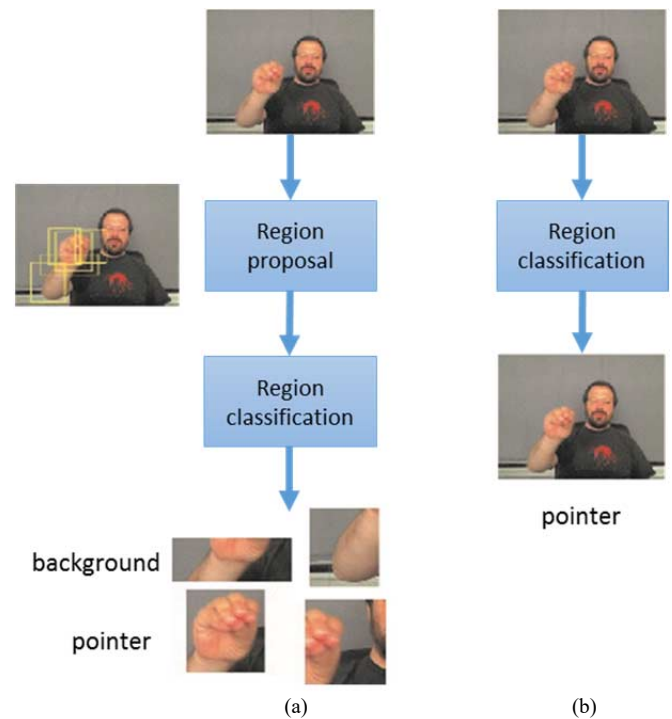 Region
proposal
Region
classification
Region
classification
pointer
background
pointer
(a)
(b)